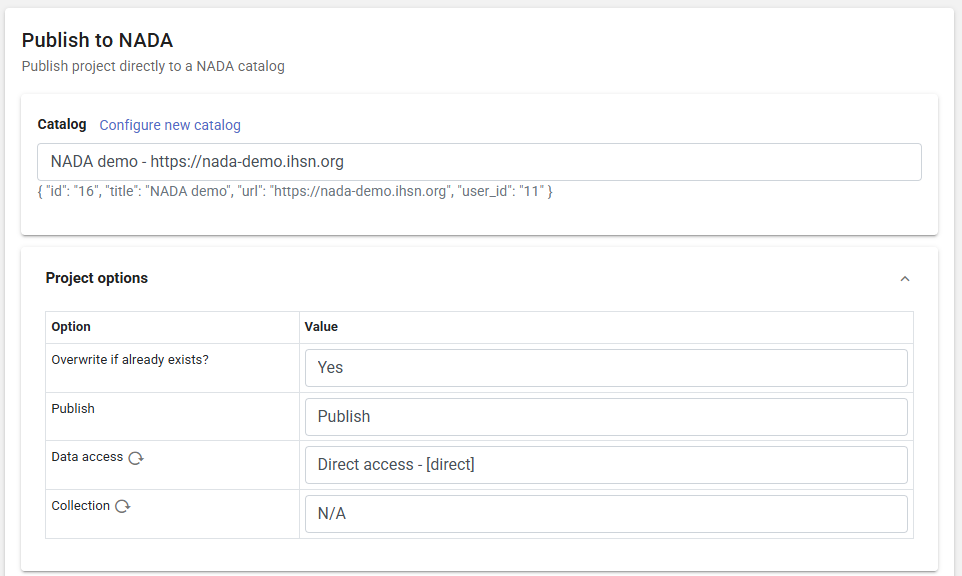 Publish to NADA
Publish project directly to a NADA catalog
Catalog Configure new catalog
NADA demo - https://nada-demo.ihsn.org
{ "id": "16", "title": "NADA demo", "url": "https://nada-demo.ihsn.org", "user_id": "11" }
Project options
Option Value
Overwrite if already exists? Yes
Publish Publish
Data access Direct access - [direct]
Collection N/A